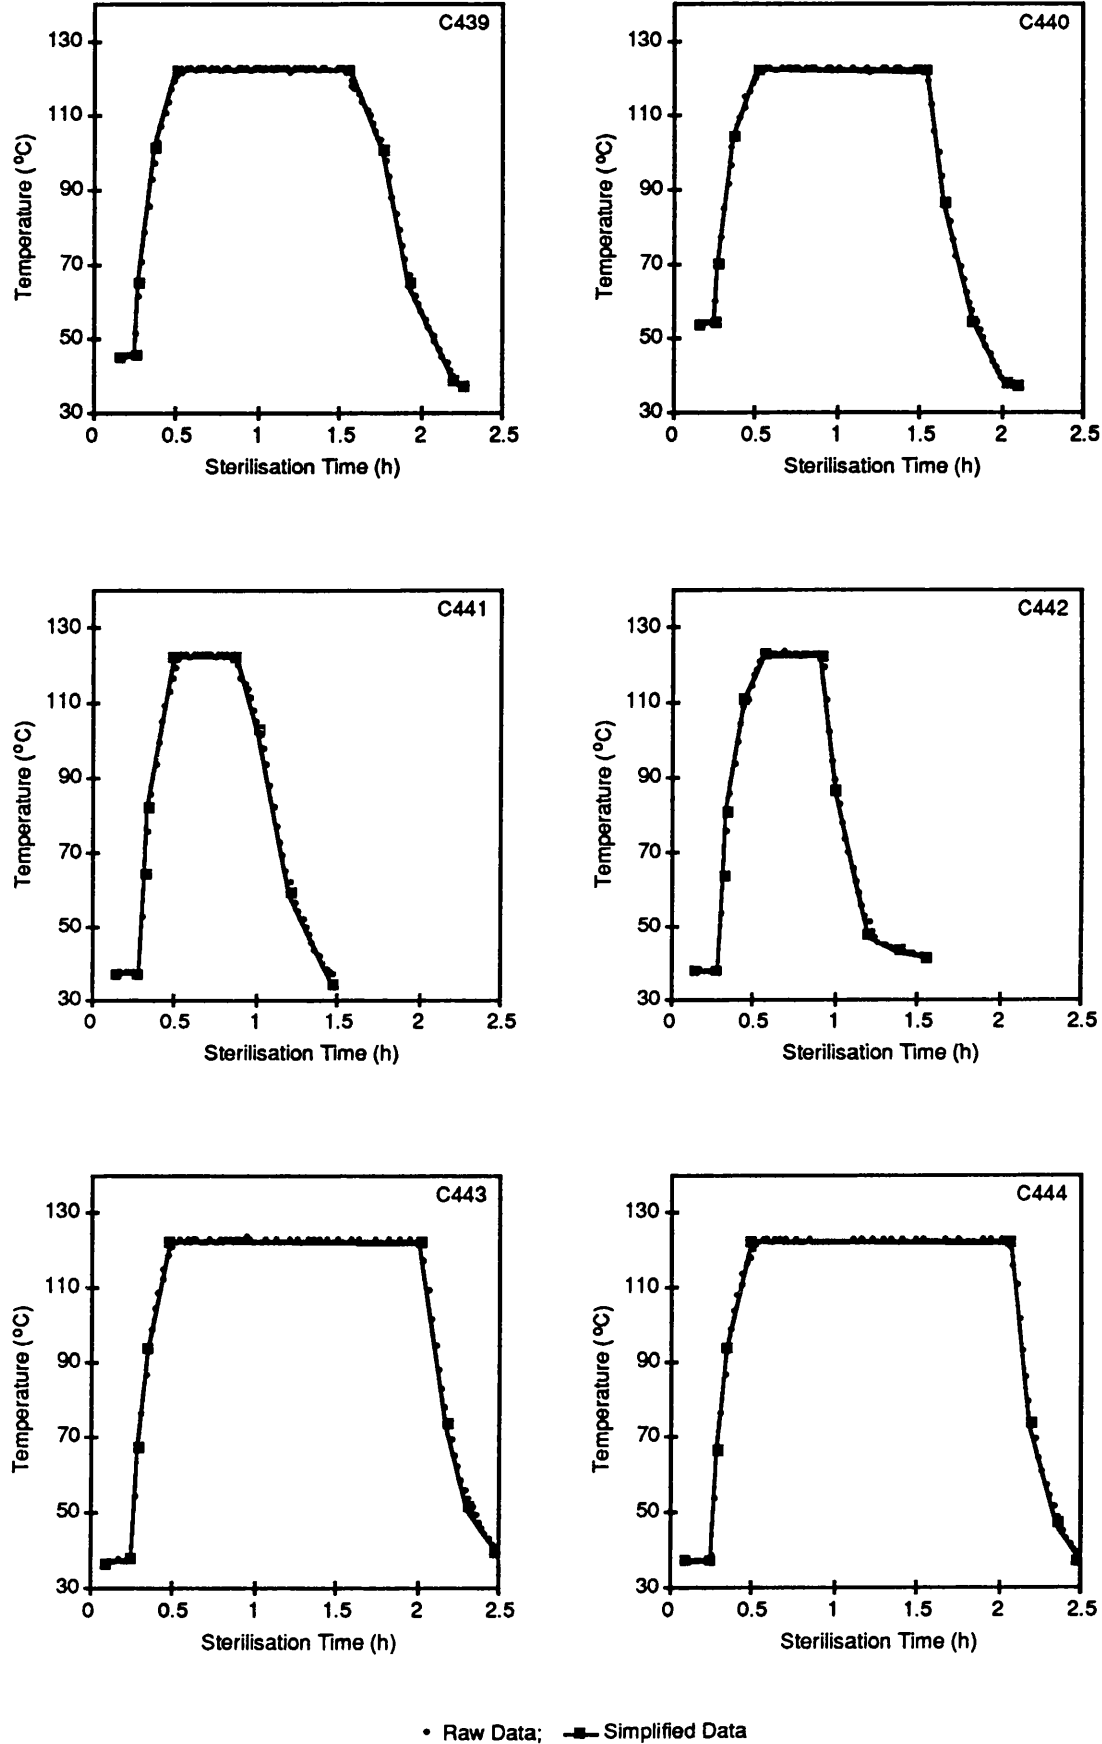 C439
130
110
90
70
50
30
Temperature (°C)
0 0.5 1 1.5 2 2.5
Sterilisation Time (h)
C440
130
110
90
70
50
30
Temperature (°C)
0 0.5 1 1.5 2 2.5
Sterilisation Time (h)
C441
130
110
90
70
50
30
Temperature (°C)
0 0.5 1 1.5 2 2.5
Sterilisation Time (h)
C442
130
110
90
70
50
30
Temperature (°C)
0 0.5 1 1.5 2 2.5
Sterilisation Time (h)
C443
130
110
90
70
50
30
Temperature (°C)
0 0.5 1 1.5 2 2.5
Sterilisation Time (h)
C444
130
110
90
70
50
30
Temperature (°C)
0 0.5 1 1.5 2 2.5
Sterilisation Time (h)
Raw Data; Simplified Data